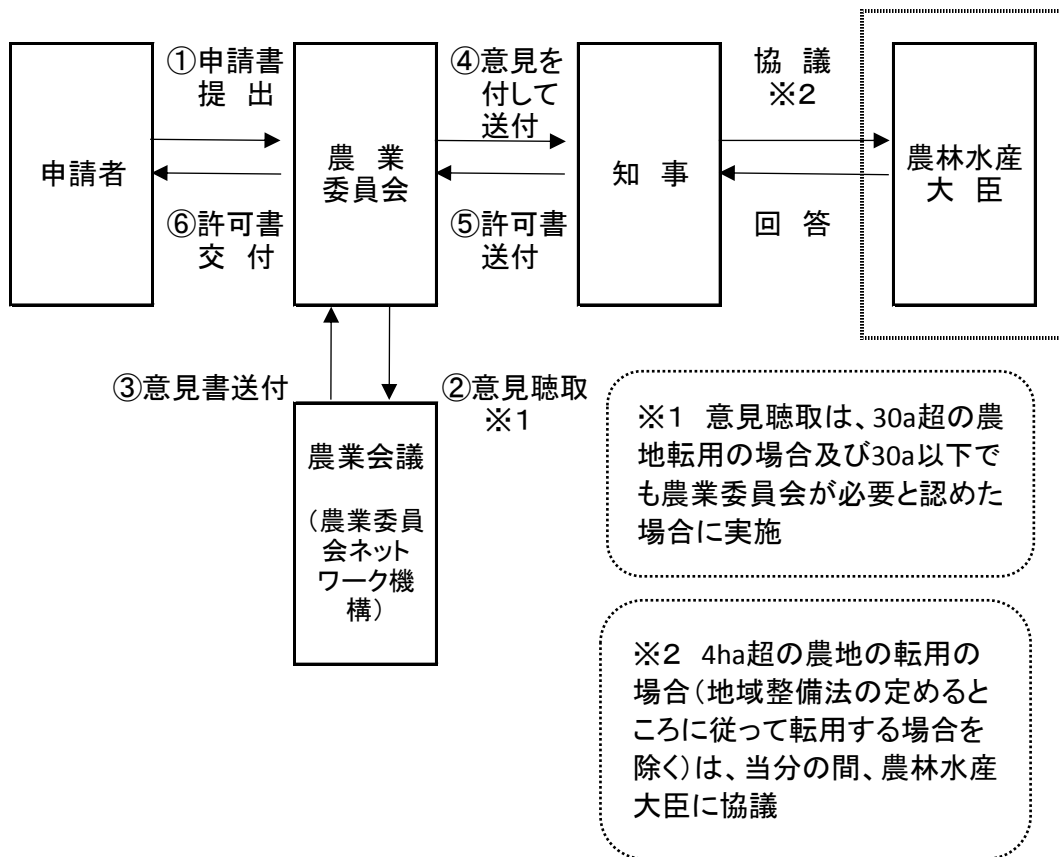 ①申請書
提　出
④意見を
付して
送付
協　議
※２
申請者
農　業
委員会
知　事
農林水産
大　臣
⑥許可書
交　付
⑤許可書
送付
回　答
③意見書送付
②意見聴取
※１
農業会議
（農業委員
会ネット
ワーク機
構）
※１　意見聴取は、30a超の農
地転用の場合及び30a以下で
も農業委員会が必要と認めた
場合に実施
※２　4ha超の農地の転用の
場合（地域整備法の定めると
ころに従って転用する場合を
除く）は、当分の間、農林水産
大臣に協議